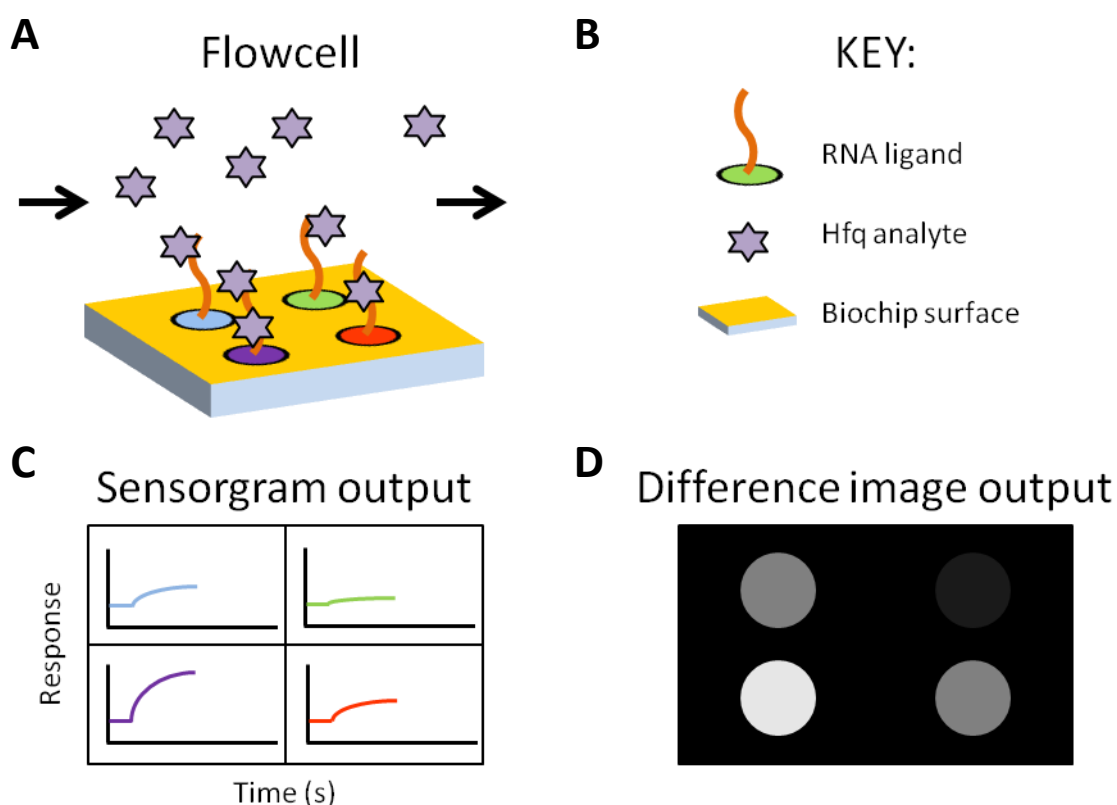 A
Flowcell
B
KEY:
RNA ligand
Hfq analyte
Biochip surface
C
Sensorgram output
Response
Time (s)
D
Difference image output